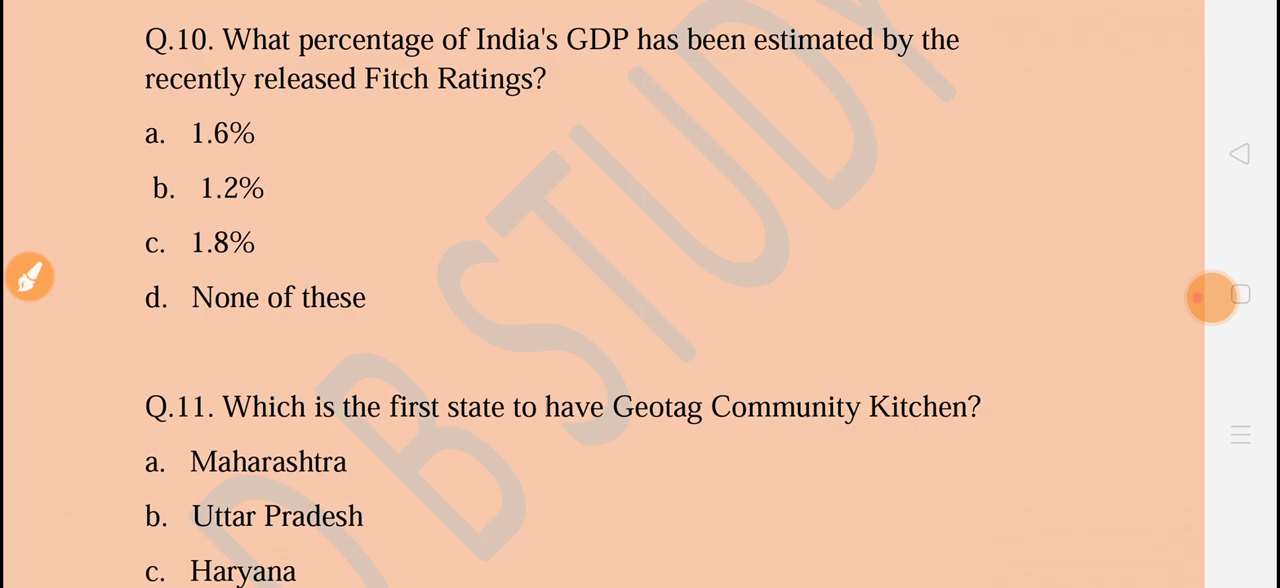 Q.10. What percentage of India's GDP has been estimated by the
recently released Fitch Ratings?
a. 1.6%
b. 1.2%
c. 1.8%
d. None of these
Q.11. Which is the first state to have Geotag Community Kitchen?
a. Maharashtra
b. Uttar Pradesh
c. Haryana
D B STUDY